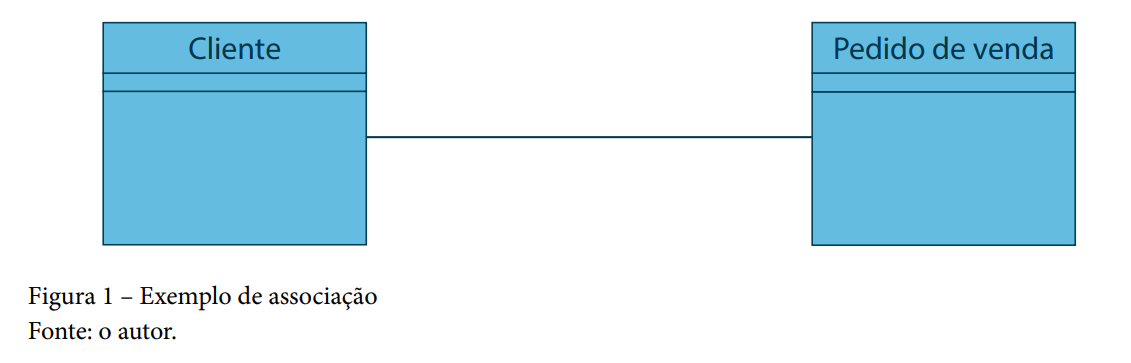 Cliente
Pedido de venda
Figura 1 – Exemplo de associação
Fonte: o autor.